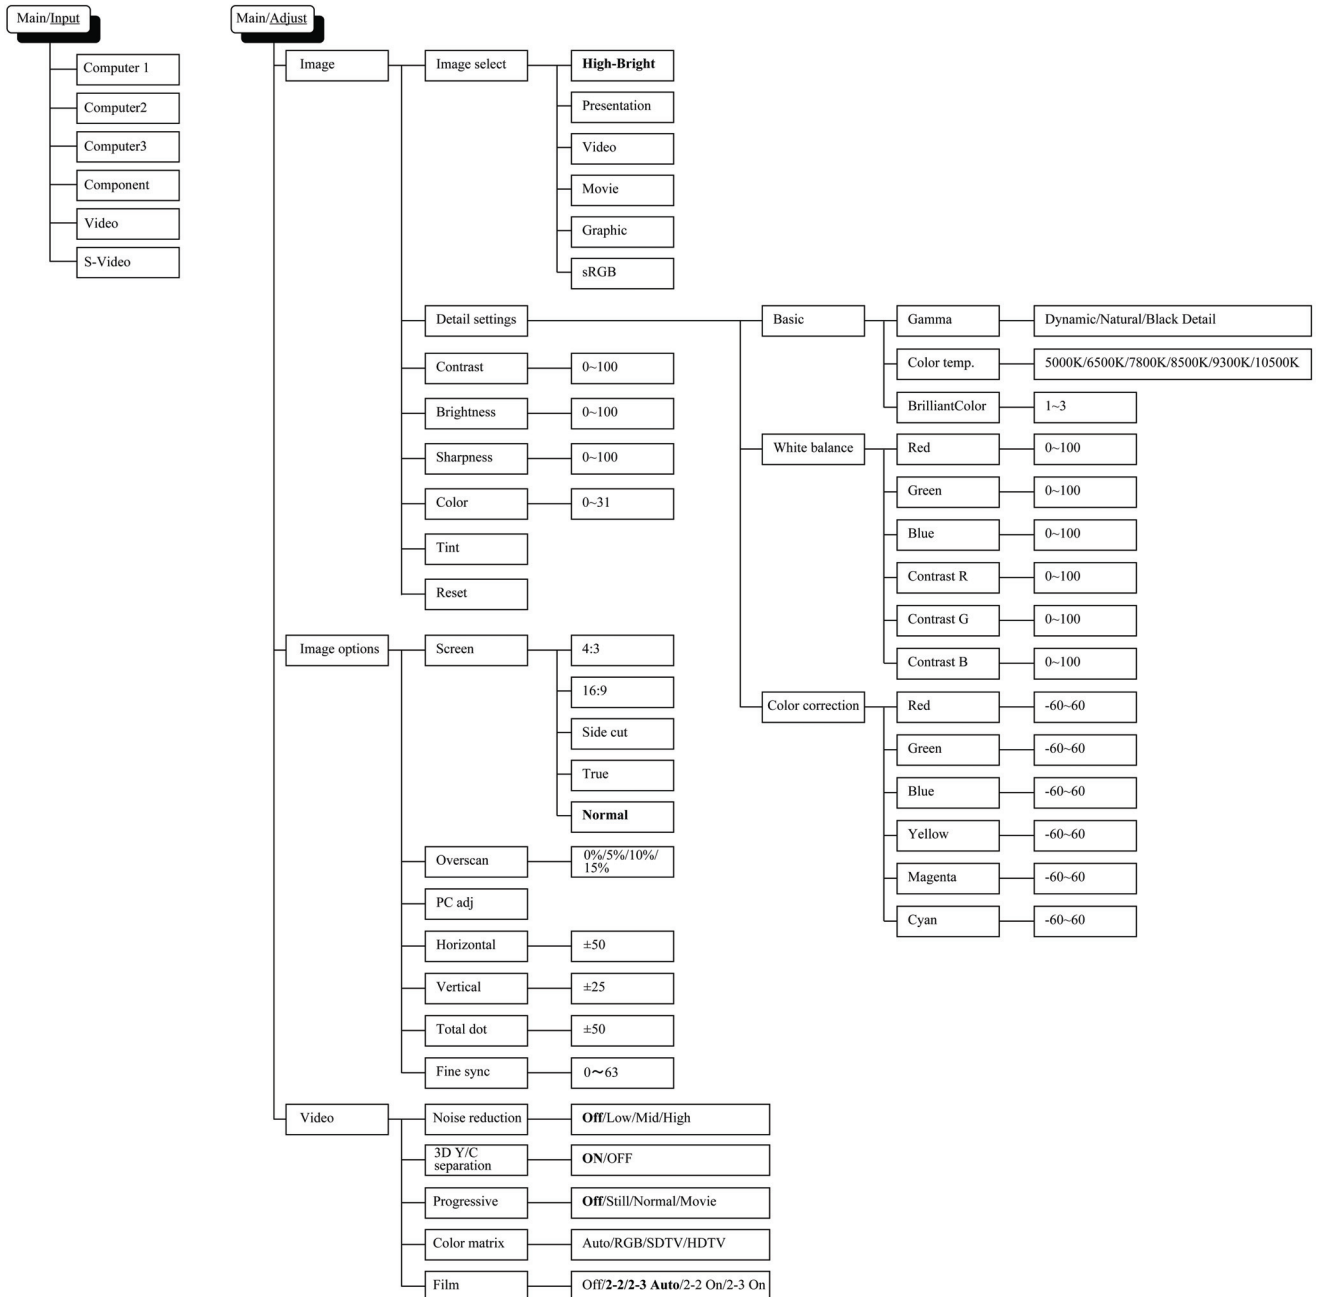 Main/Input
Computer 1
Computer2
Computer3
Component
Video
S-Video
Main/Adjust
Image
Image select
High-Bright
Presentation
Video
Movie
Graphic
sRGB
Detail settings
Basic
Gamma
Dynamic/Natural/Black Detail
Color temp.
5000K/6500K/7800K/8500K/9300K/10500K
BrilliantColor
1~3
White balance
Red
0~100
Green
0~100
Blue
0~100
Contrast R
0~100
Contrast G
0~100
Contrast B
0~100
Color correction
Red
-60~60
Green
-60~60
Blue
-60~60
Yellow
-60~60
Magenta
-60~60
Cyan
-60~60
Contrast
0~100
Brightness
0~100
Sharpness
0~100
Color
0~31
Tint
Reset
Image options
Screen
4:3
16:9
Side cut
True
Normal
Overscan
0%/5%/10%/
15%
PC adj
Horizontal
±50
Vertical
±25
Total dot
±50
Fine sync
0～63
Video
Noise reduction
Off/Low/Mid/High
3D Y/C
separation
ON/OFF
Progressive
Off/Still/Normal/Movie
Color matrix
Auto/RGB/SDTV/HDTV
Film
Off/2-2/2-3 Auto/2-2 On/2-3 On